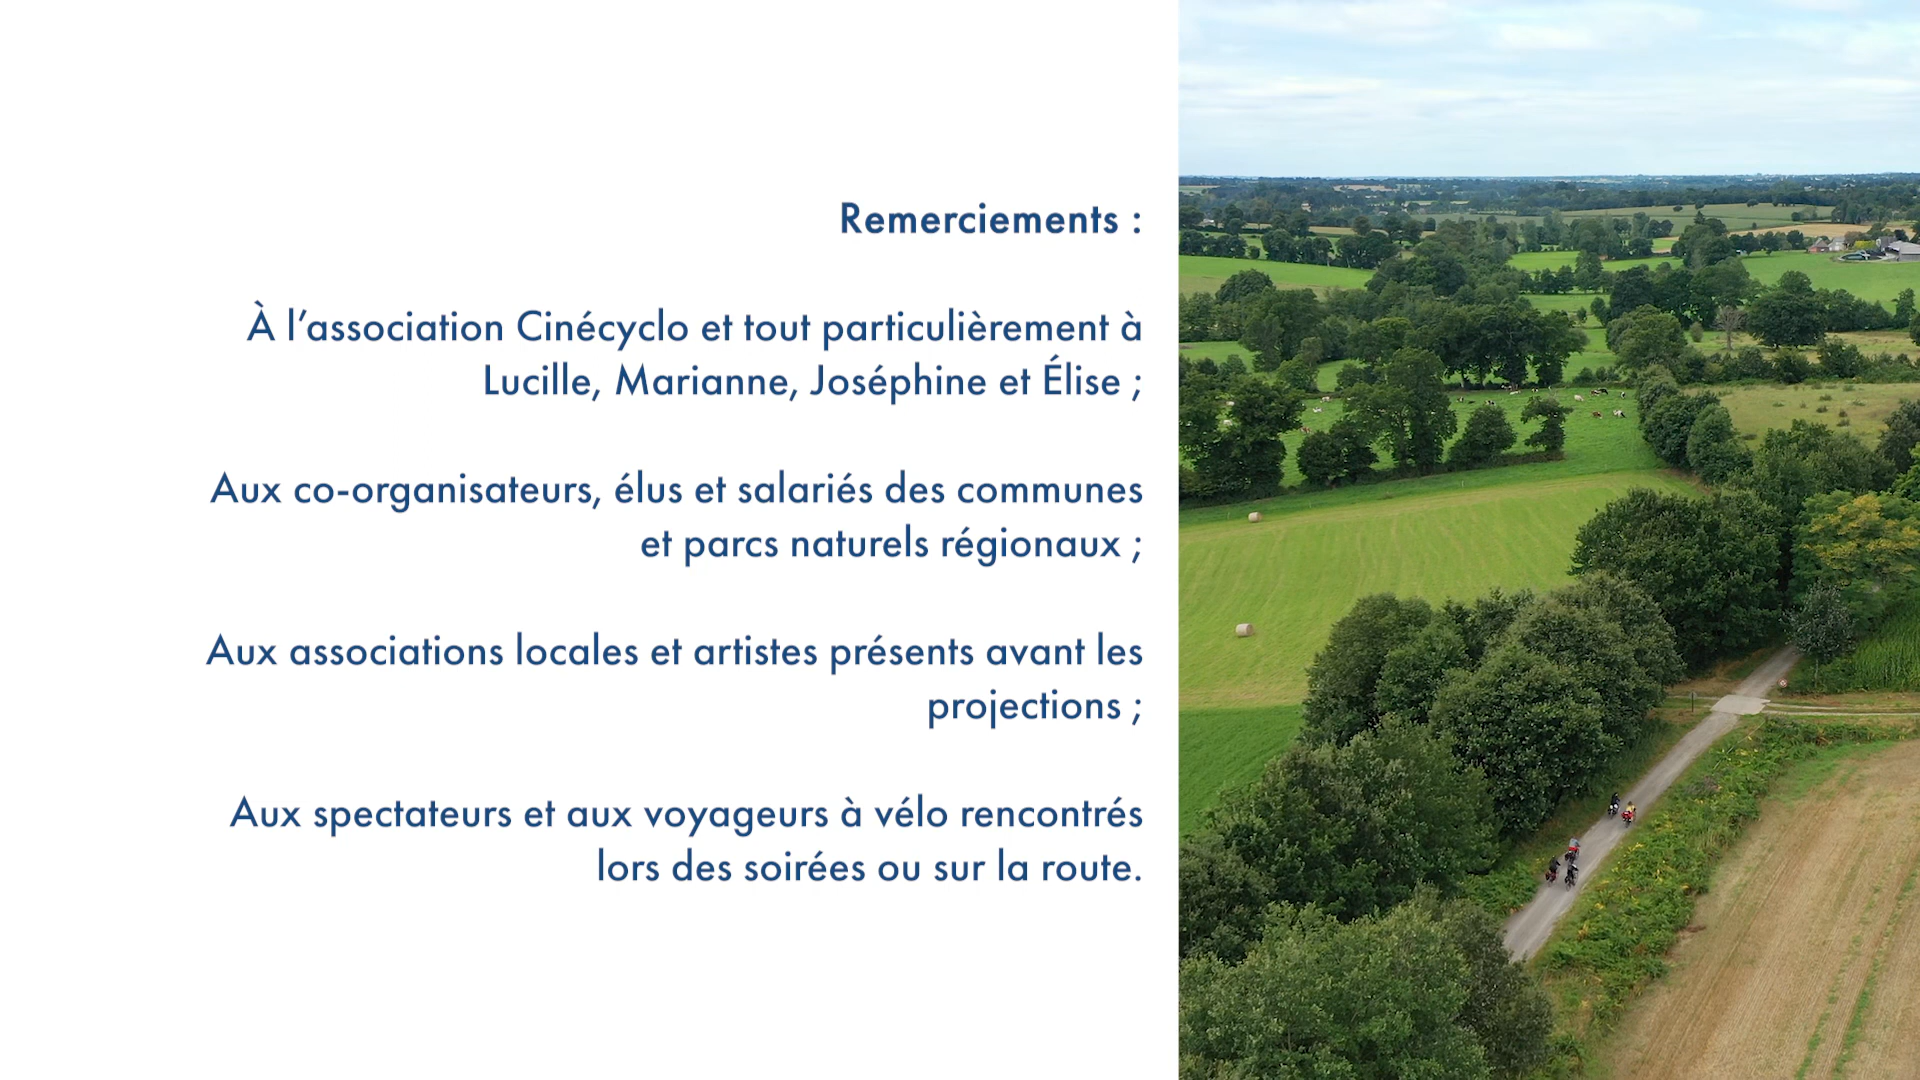 Remerciements :
À l’association Cinécyclo et tout particulièrement à
Lucille, Marianne, Joséphine et Élise ;
Aux co-organisateurs, élus et salariés des communes
et parcs naturels régionaux ;
Aux associations locales et artistes présents avant les
projections ;
Aux spectateurs et aux voyageurs à vélo rencontrés
lors des soirées ou sur la route.